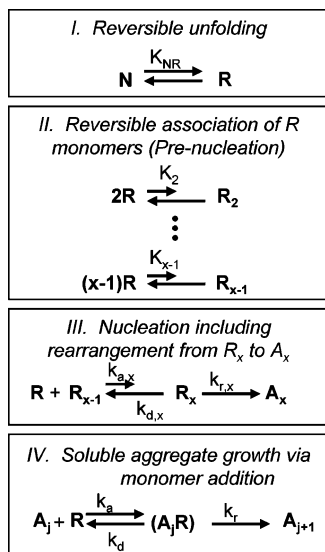 I. Reversible unfolding
K_NR
N ⇌ R
II. Reversible association of R
monomers (Pre-nucleation)
K_2
2R ⇌ R_2
⋮
K_x-1
(x-1)R ⇌ R_x-1
III. Nucleation including
rearrangement from R_x to A_x
k_a,x k_r,x
R + R_x-1 ⇌ R_x → A_x
k_d,x
IV. Soluble aggregate growth via
monomer addition
k_a k_r
A_j + R ⇌ (A_jR) → A_j+1
k_d